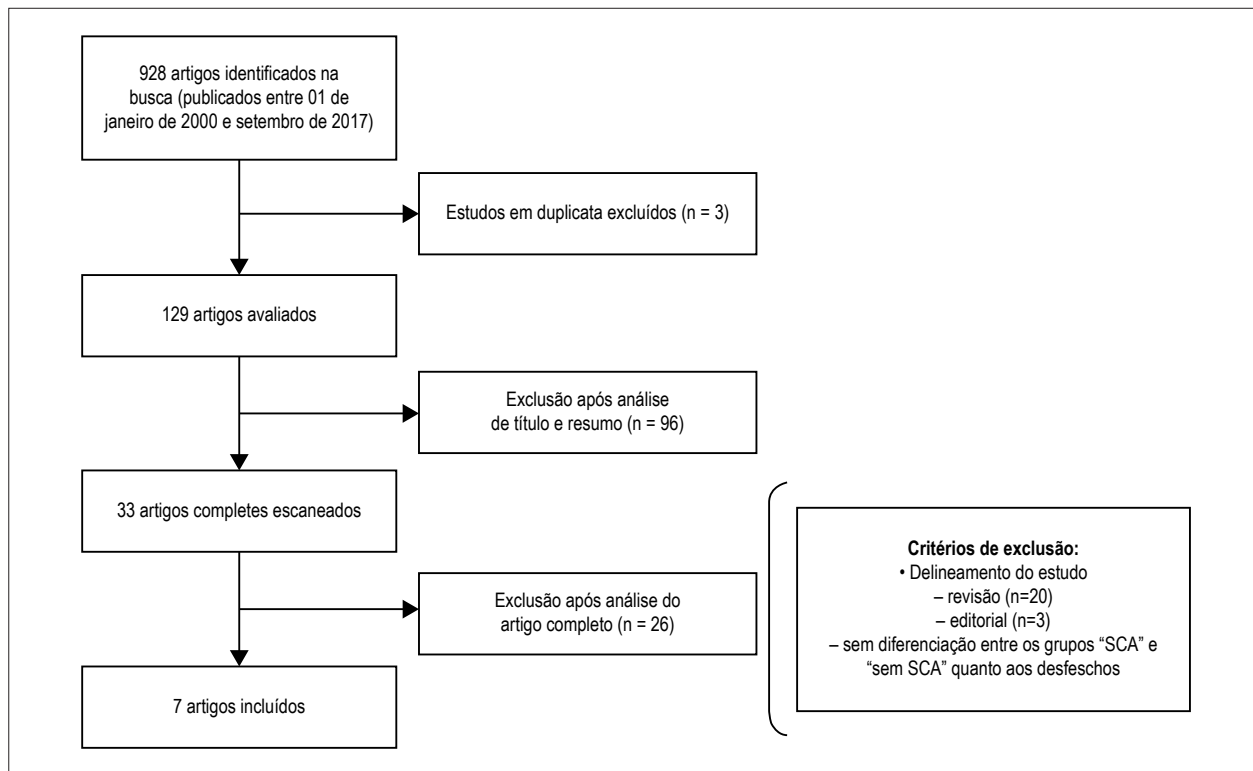 928 artigos identificados na
busca (publicados entre 01 de
janeiro de 2000 e setembro de 2017)
Estudos em duplicata excluídos (n = 3)
129 artigos avaliados
Exclusão após análise
de título e resumo (n = 96)
33 artigos completes escaneados
Exclusão após análise do
artigo completo (n = 26)
Critérios de exclusão:
• Delineamento do estudo
– revisão (n=20)
– editorial (n=3)
– sem diferenciação entre os grupos “SCA” e
“sem SCA” quanto aos desfeschos
7 artigos incluídos